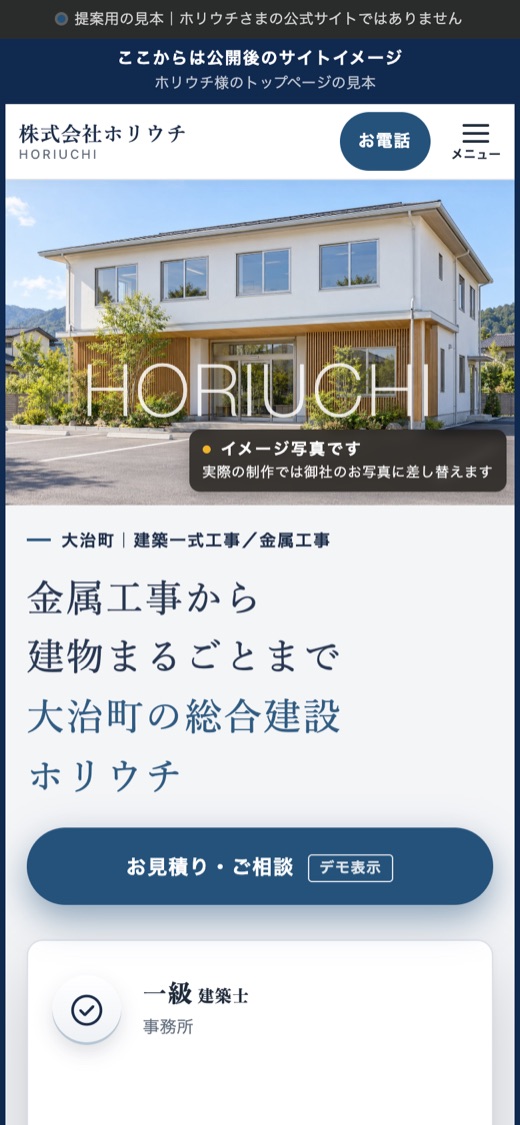 提案用の見本｜ホリウチさまの公式サイトではありません
ここからは公開後のサイトイメージ
ホリウチ様のトップページの見本
株式会社ホリウチ
HORIUCHI
お電話
メニュー
HORIUCHI
イメージ写真です
実際の制作では御社のお写真に差し替えます
大治町｜建築一式工事／金属工事
金属工事から
建物まるごとまで
大治町の総合建設
ホリウチ
お見積り・ご相談 デモ表示
一級 建築士
事務所